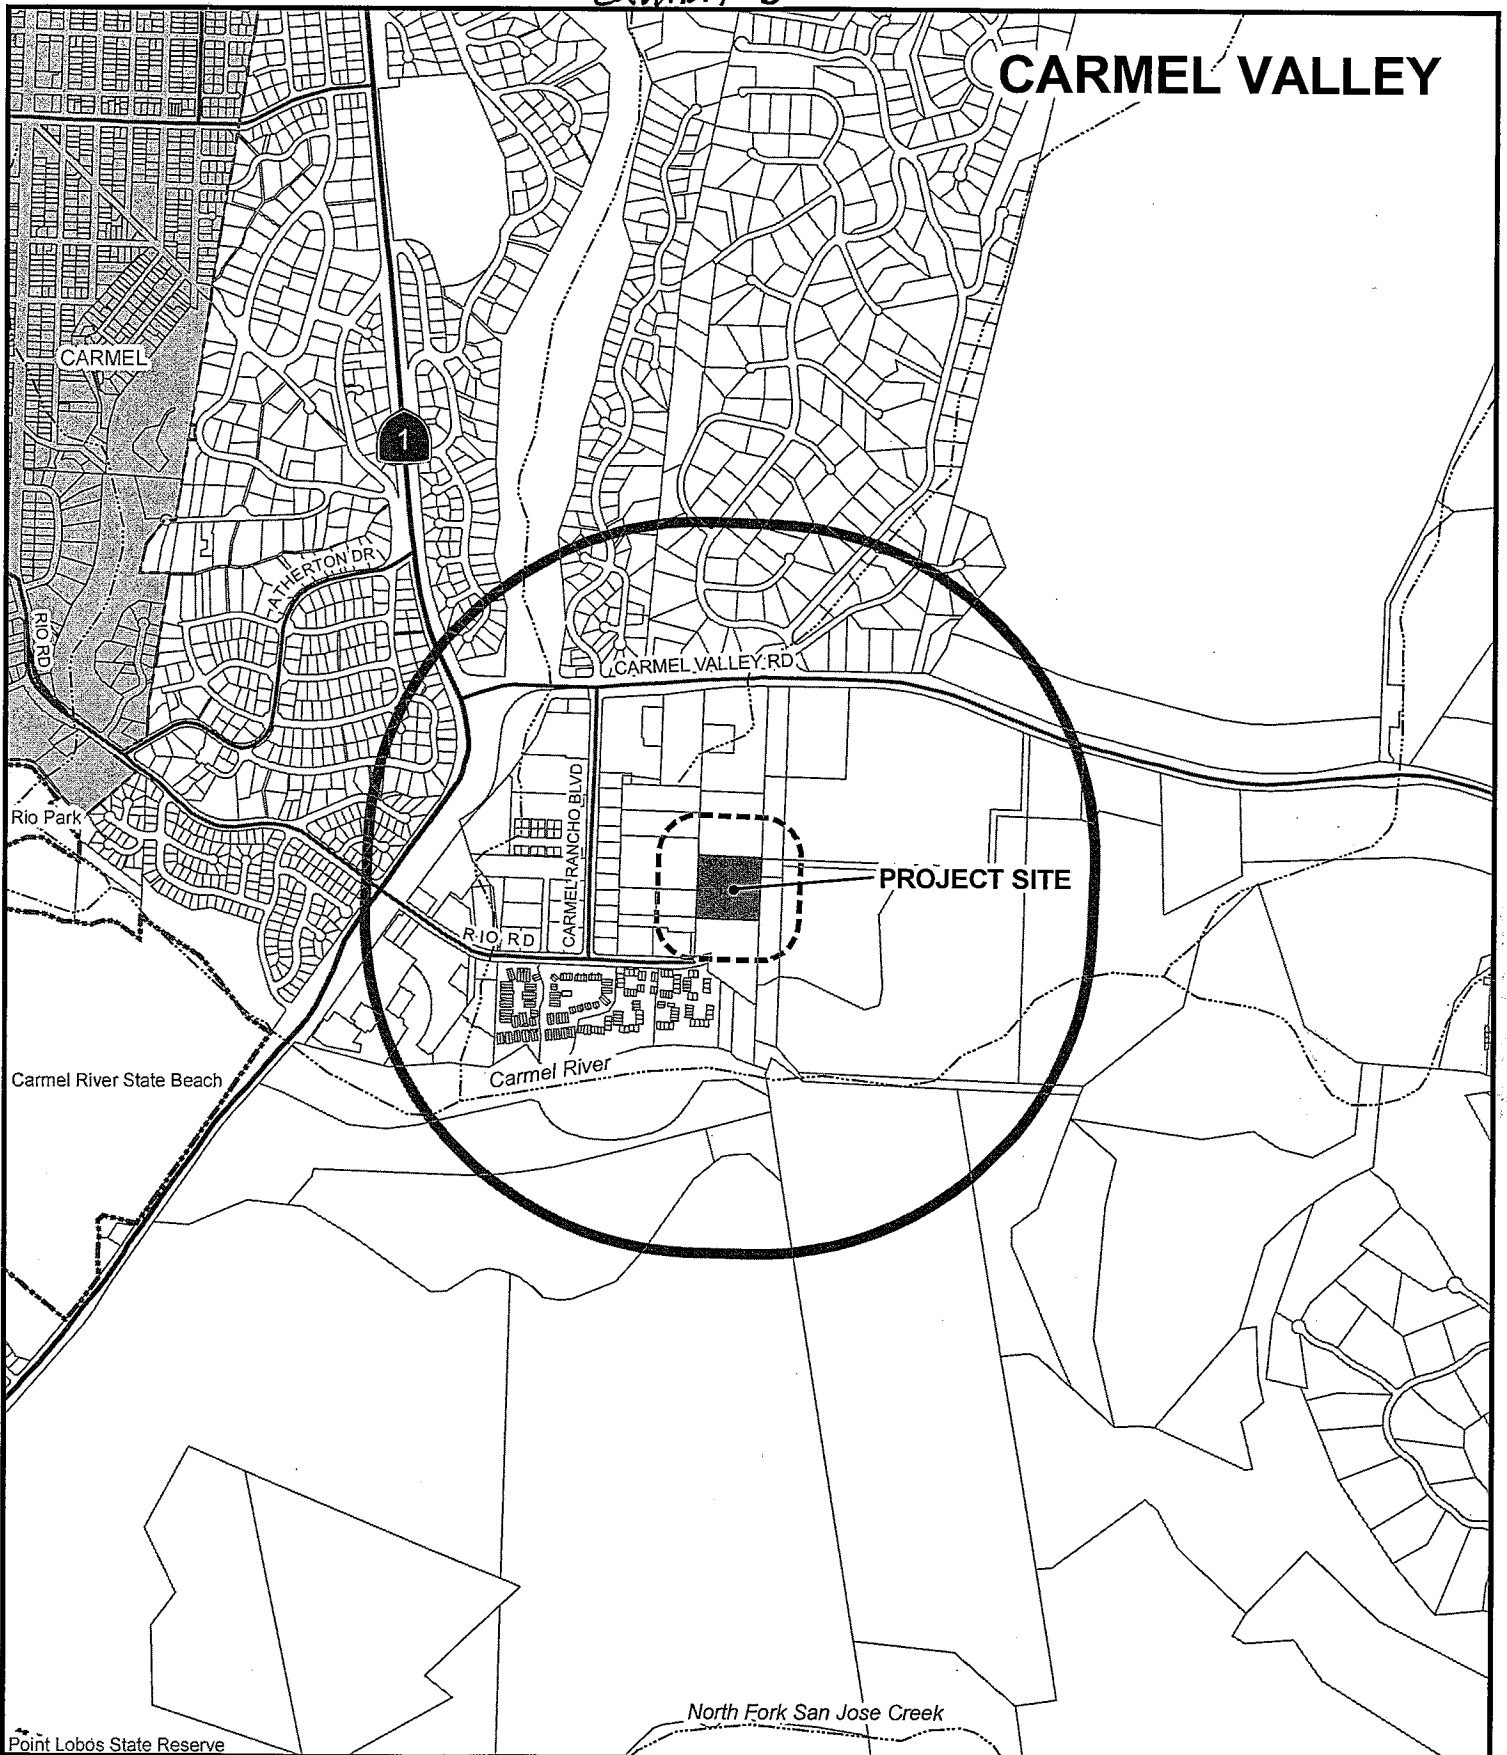 CARMEL VALLEY
CARMEL
1
ATHERTON DR
RIO RD
CARMEL VALLEY RD
CARMEL RANCHO BLVD
Rio Park
PROJECT SITE
RIO RD
Carmel River
Carmel River State Beach
North Fork San Jose Creek
Point Lobos State Reserve